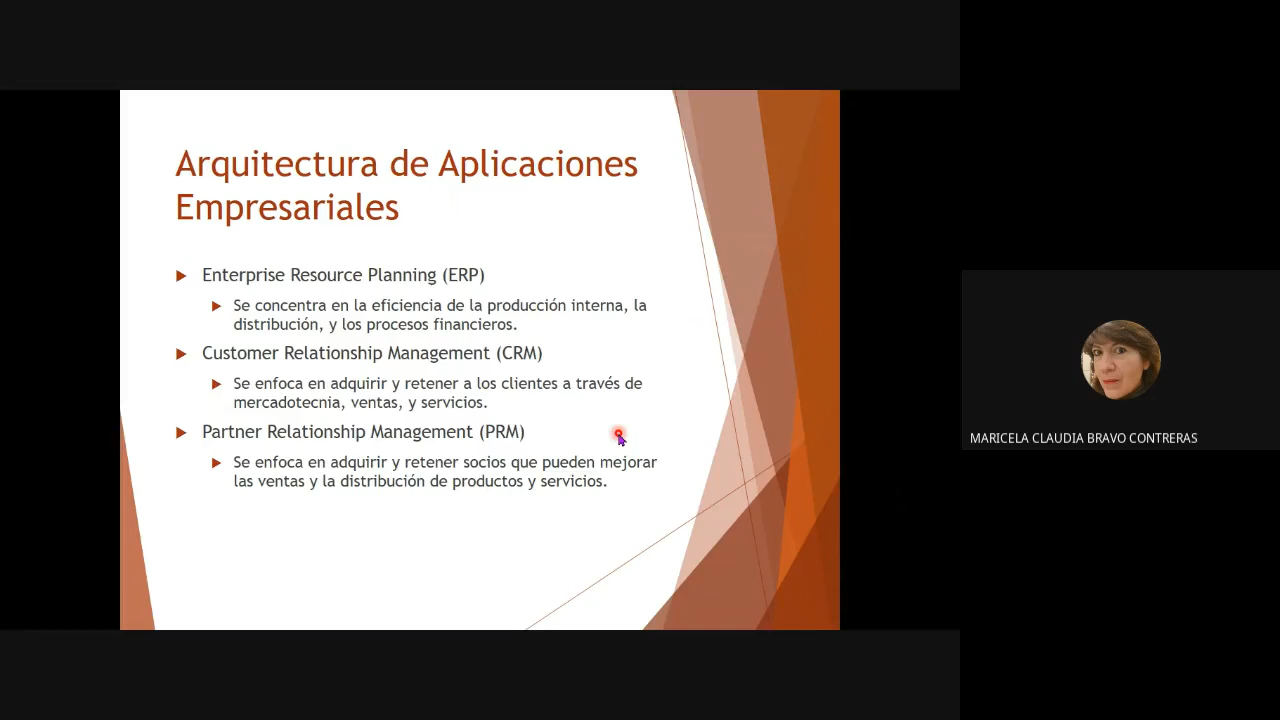 Arquitectura de Aplicaciones
Empresariales
Enterprise Resource Planning (ERP)
Se concentra en la eficiencia de la producción interna, la
distribución, y los procesos financieros.
Customer Relationship Management (CRM)
Se enfoca en adquirir y retener a los clientes a través de
mercadotecnia, ventas, y servicios.
Partner Relationship Management (PRM)
Se enfoca en adquirir y retener socios que pueden mejorar
las ventas y la distribución de productos y servicios.
MARICELA CLAUDIA BRAVO CONTRERAS